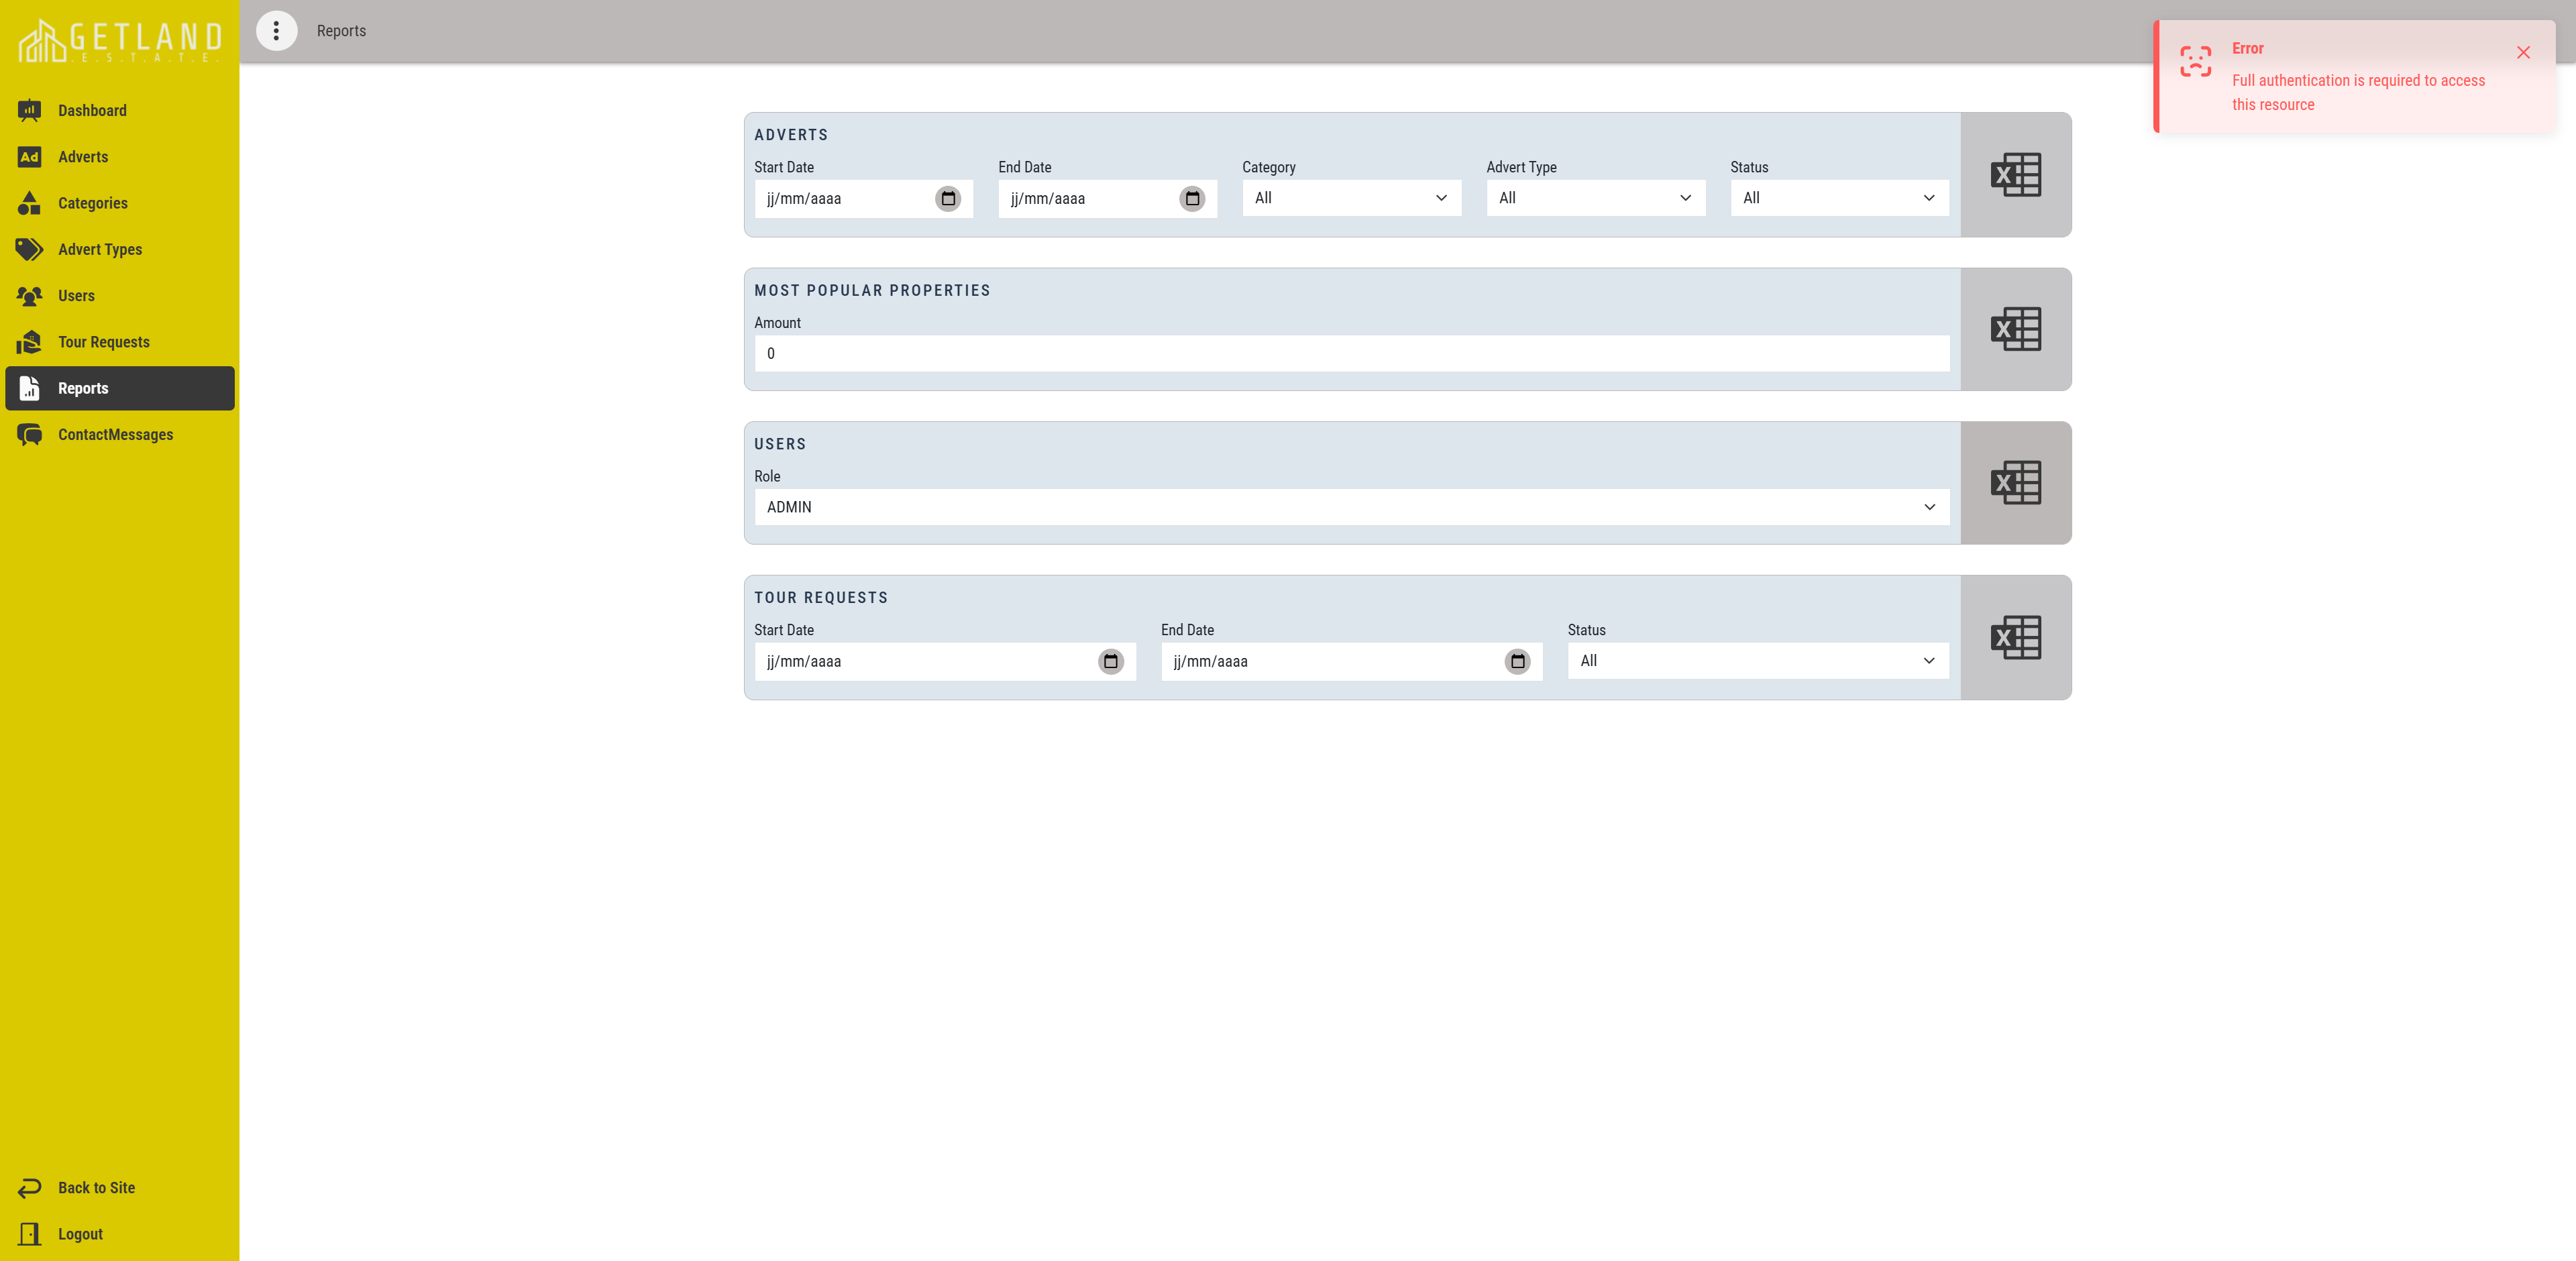 GETLAND
.E.S.T.A.T.E.
Dashboard
Ad
Adverts
Categories
Advert Types
Users
Tour Requests
Reports
ContactMessages
Back to Site
Logout
Reports
Error
Full authentication is required to access
this resource
ADVERTS
Start Date End Date Category Advert Type Status
jj/mm/aaaa jj/mm/aaaa All All All
X
MOST POPULAR PROPERTIES
Amount
0
X
USERS
Role
ADMIN
X
TOUR REQUESTS
Start Date End Date Status
jj/mm/aaaa jj/mm/aaaa All
X